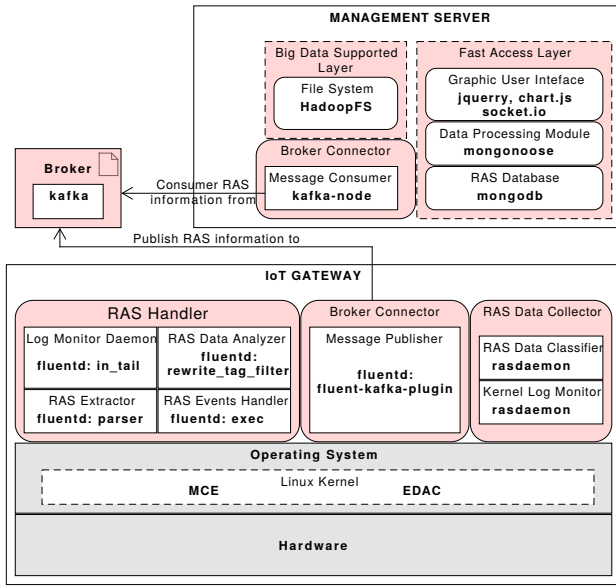 MANAGEMENT SERVER
Big Data Supported
Layer
File System
HadoopFS
Fast Access Layer
Graphic User Inteface
jquerry, chart.js
socket.io
Data Processing Module
mongonoose
RAS Database
mongodb
Broker Connector
Message Consumer
kafka-node
Broker
kafka
Consumer RAS
information from
Publish RAS information to
IoT GATEWAY
RAS Handler
Log Monitor Daemon
fluentd: in_tail
RAS Data Analyzer
fluentd:
rewrite_tag_filter
RAS Extractor
fluentd: parser
RAS Events Handler
fluentd: exec
Broker Connector
Message Publisher
fluentd:
fluent-kafka-plugin
RAS Data Collector
RAS Data Classifier
rasdaemon
Kernel Log Monitor
rasdaemon
Operating System
Linux Kernel
MCE EDAC
Hardware